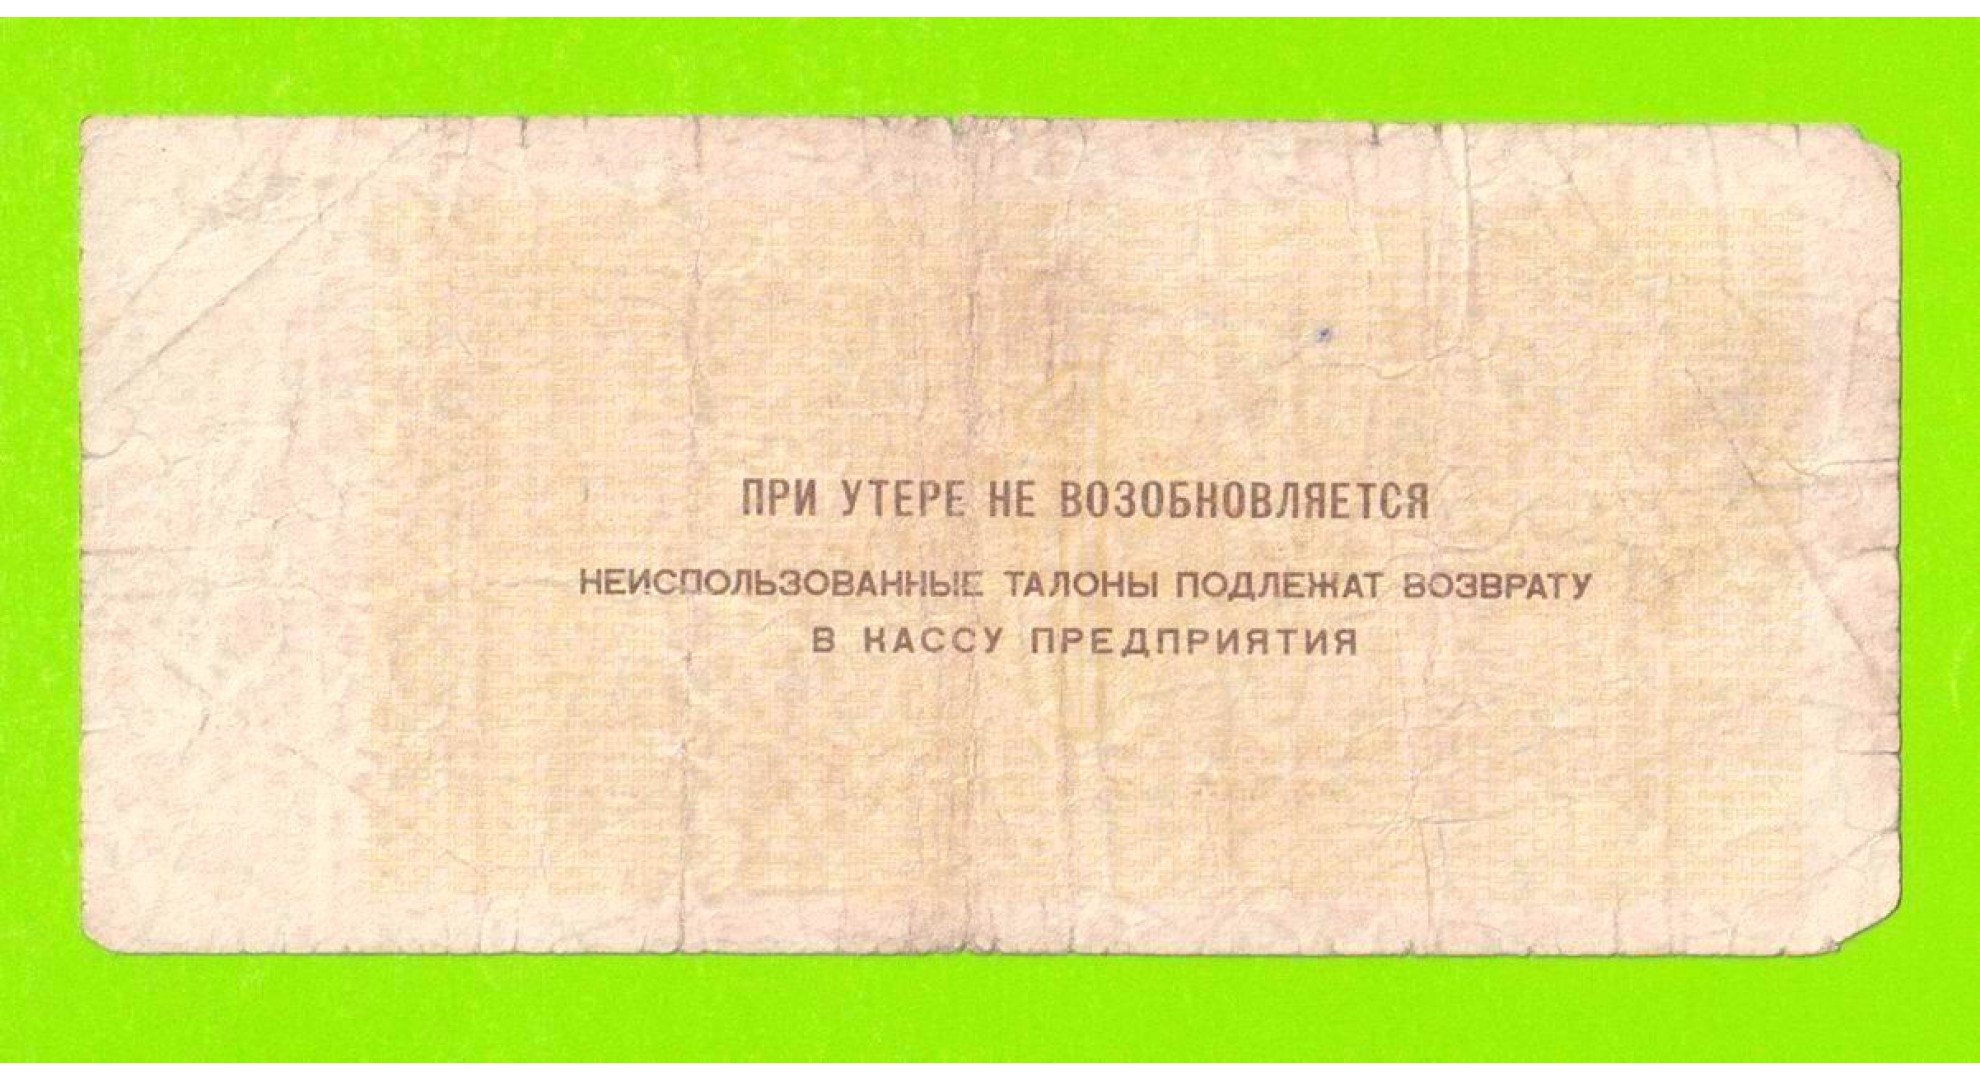 ПРИ УТЕРЕ НЕ ВОЗОБНОВЛЯЕТСЯ
НЕИСПОЛЬЗОВАННЫЕ ТАЛОНЫ ПОДЛЕЖАТ ВОЗВРАТУ
В КАССУ ПРЕДПРИЯТИЯ